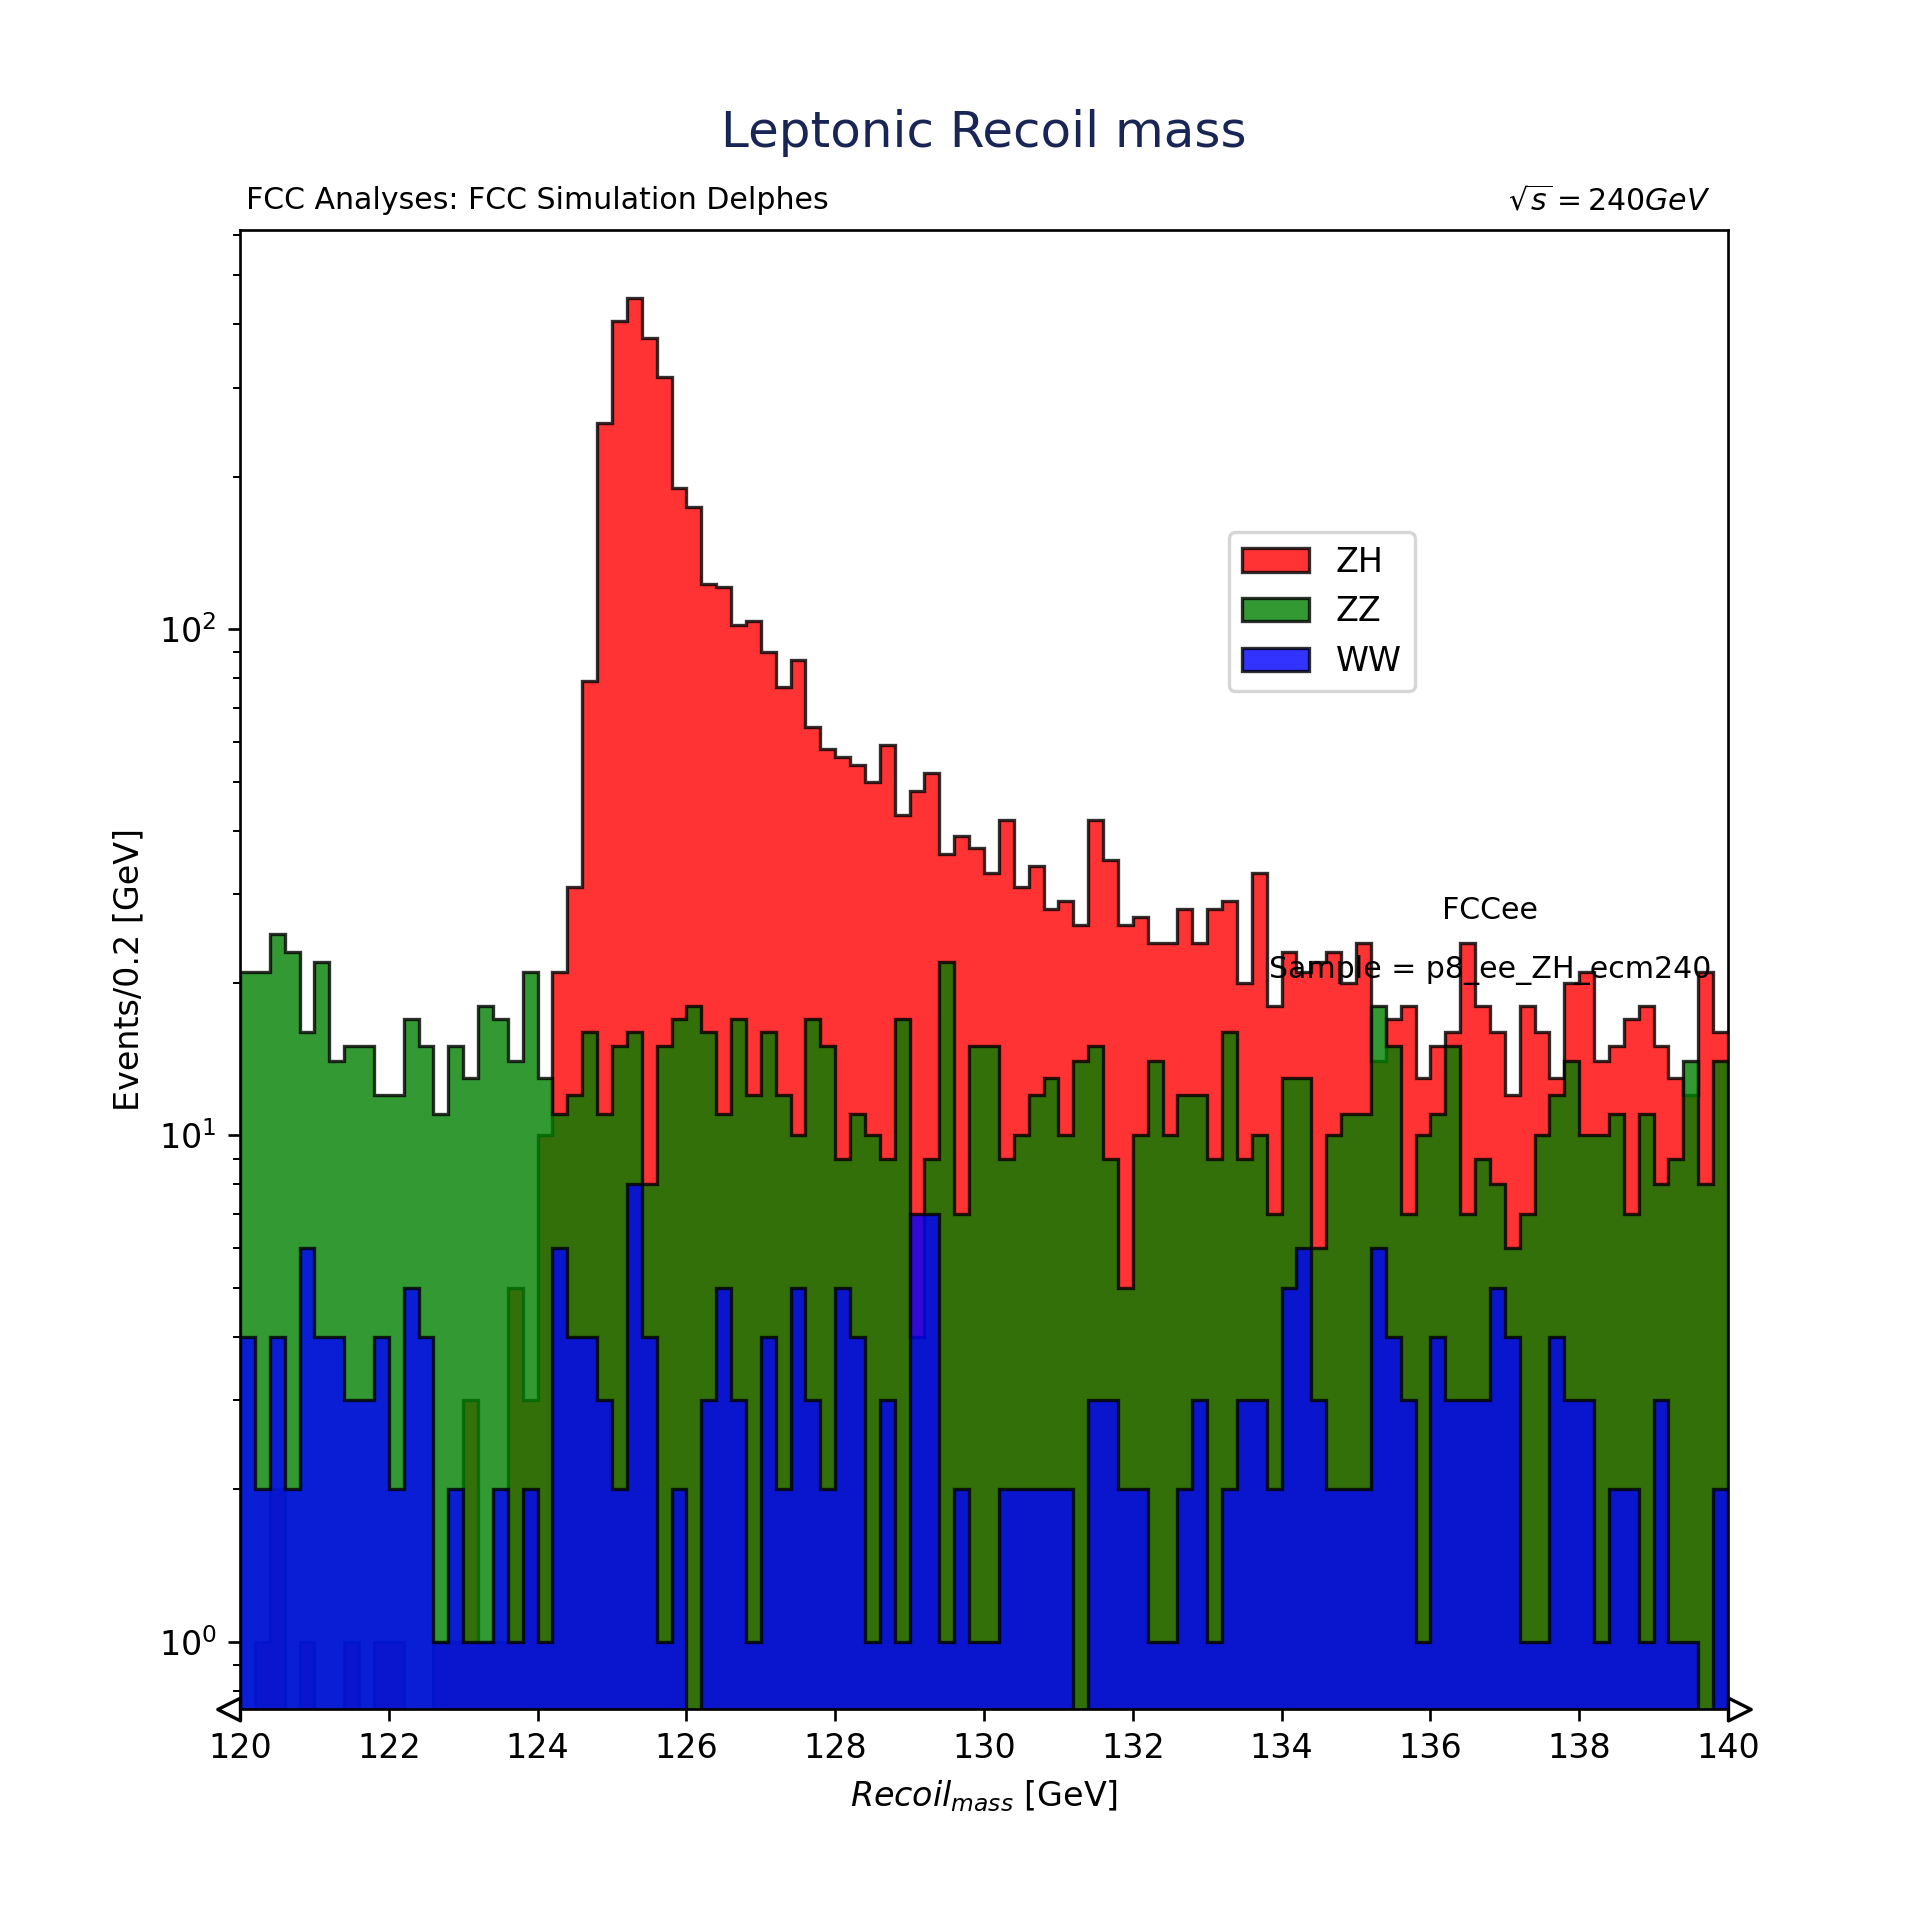 Leptonic Recoil mass
FCC Analyses: FCC Simulation Delphes
√s = 240GeV
ZH
ZZ
WW
FCCee
Sample = p8_ee_ZH_ecm240
10²
10¹
10⁰
Events/0.2 [GeV]
120 122 124 126 128 130 132 134 136 138 140
Recoil_mass [GeV]